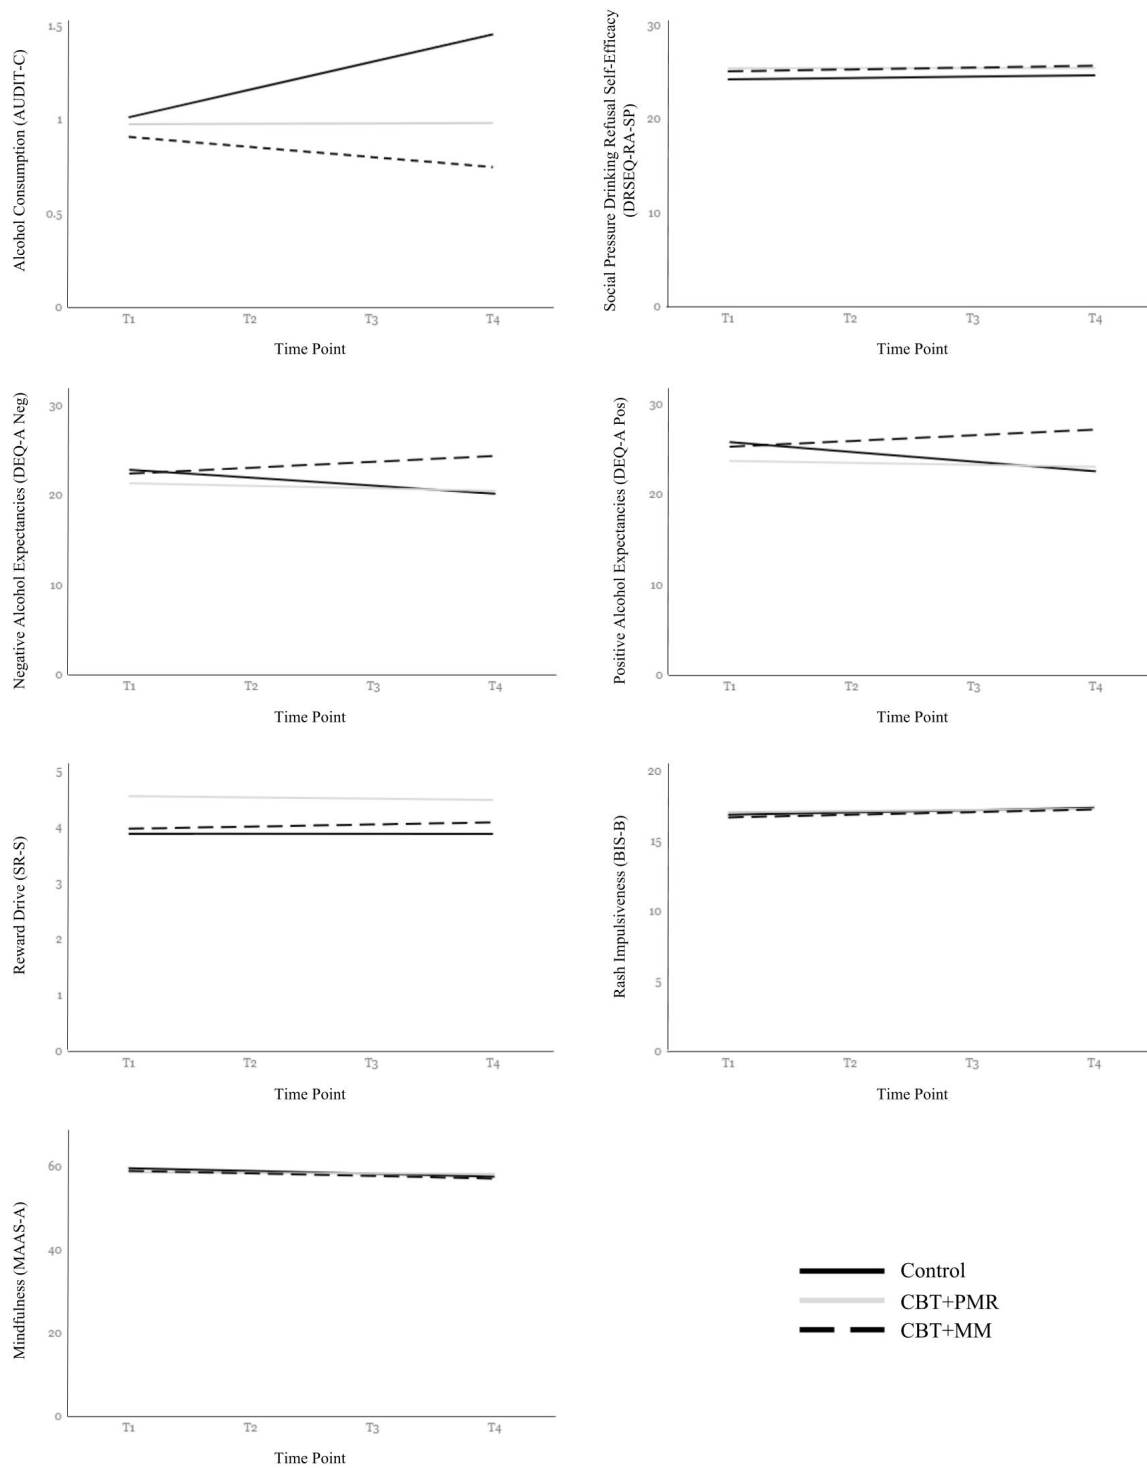 Alcohol Consumption (AUDIT-C)
1.5
1
0.5
0
T1 T2 T3 T4
Time Point
Social Pressure Drinking Refusal Self-Efficacy
(DRSEQ-RA-SP)
30
20
10
0
T1 T2 T3 T4
Time Point
Negative Alcohol Expectancies (DEQ-A Neg)
30
20
10
0
T1 T2 T3 T4
Time Point
Positive Alcohol Expectancies (DEQ-A Pos)
30
20
10
0
T1 T2 T3 T4
Time Point
Reward Drive (SR-S)
5
4
3
2
1
0
T1 T2 T3 T4
Time Point
Rash Impulsiveness (BIS-B)
20
15
10
5
0
T1 T2 T3 T4
Time Point
Mindfulness (MAAS-A)
60
40
20
0
T1 T2 T3 T4
Time Point
Control
CBT+PMR
CBT+MM